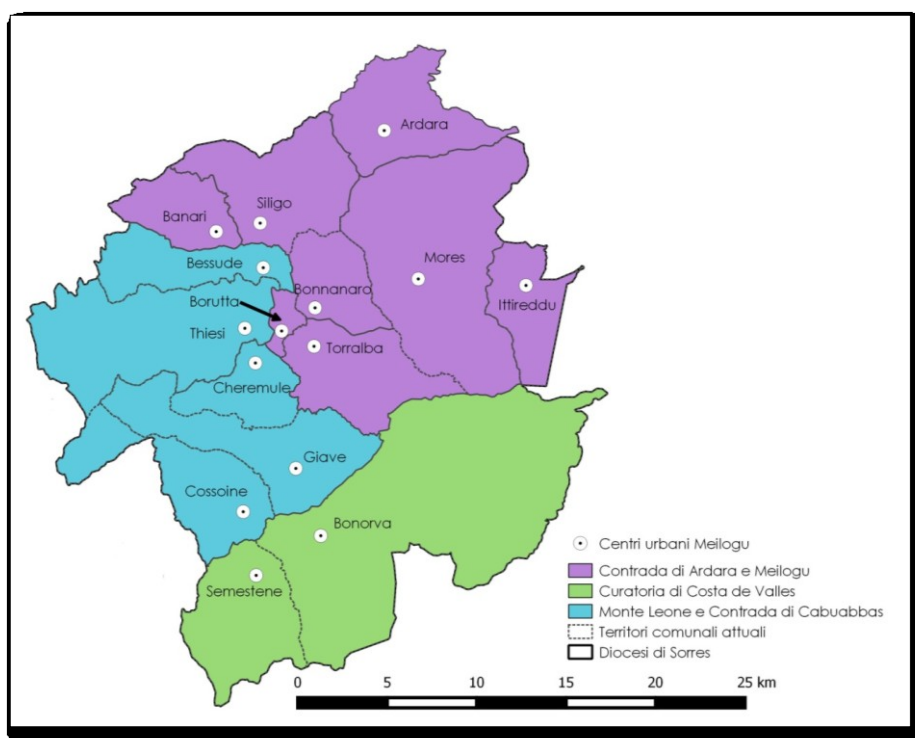 Ardara
Siligo
Banari
Mores
Bessude
Bonnanaro
Ittireddu
Borutta
Thiesi
Torralba
Cheremule
Giave
Cossoine
Bonorva
Semestene
Centri urbani Meilogu
Contrada di Ardara e Meilogu
Curatoria di Costa de Valles
Monte Leone e Contrada di Cabuabbas
Territori comunali attuali
Diocesi di Sorres
0 5 10 15 20 25 km